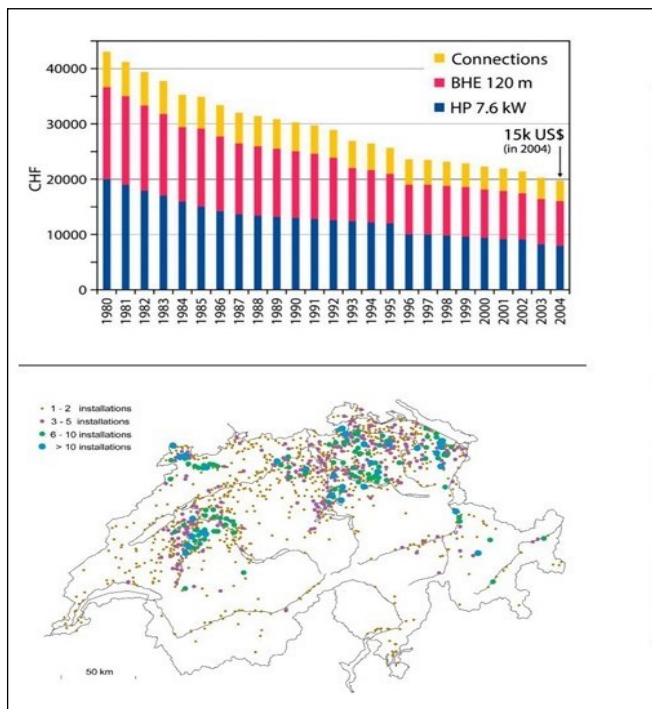 Connections
40000
BHE 120 m
HP 7.6 kW
30000
15k US$
(in 2004)
CHF
20000
10000
0
1980
1981
1982
1983
1984
1985
1986
1987
1988
1989
1990
1991
1992
1993
1994
1995
1996
1997
1998
1999
2000
2001
2002
2003
2004
1 - 2 installations
3 - 5 installations
6 - 10 installations
> 10 installations
50 km